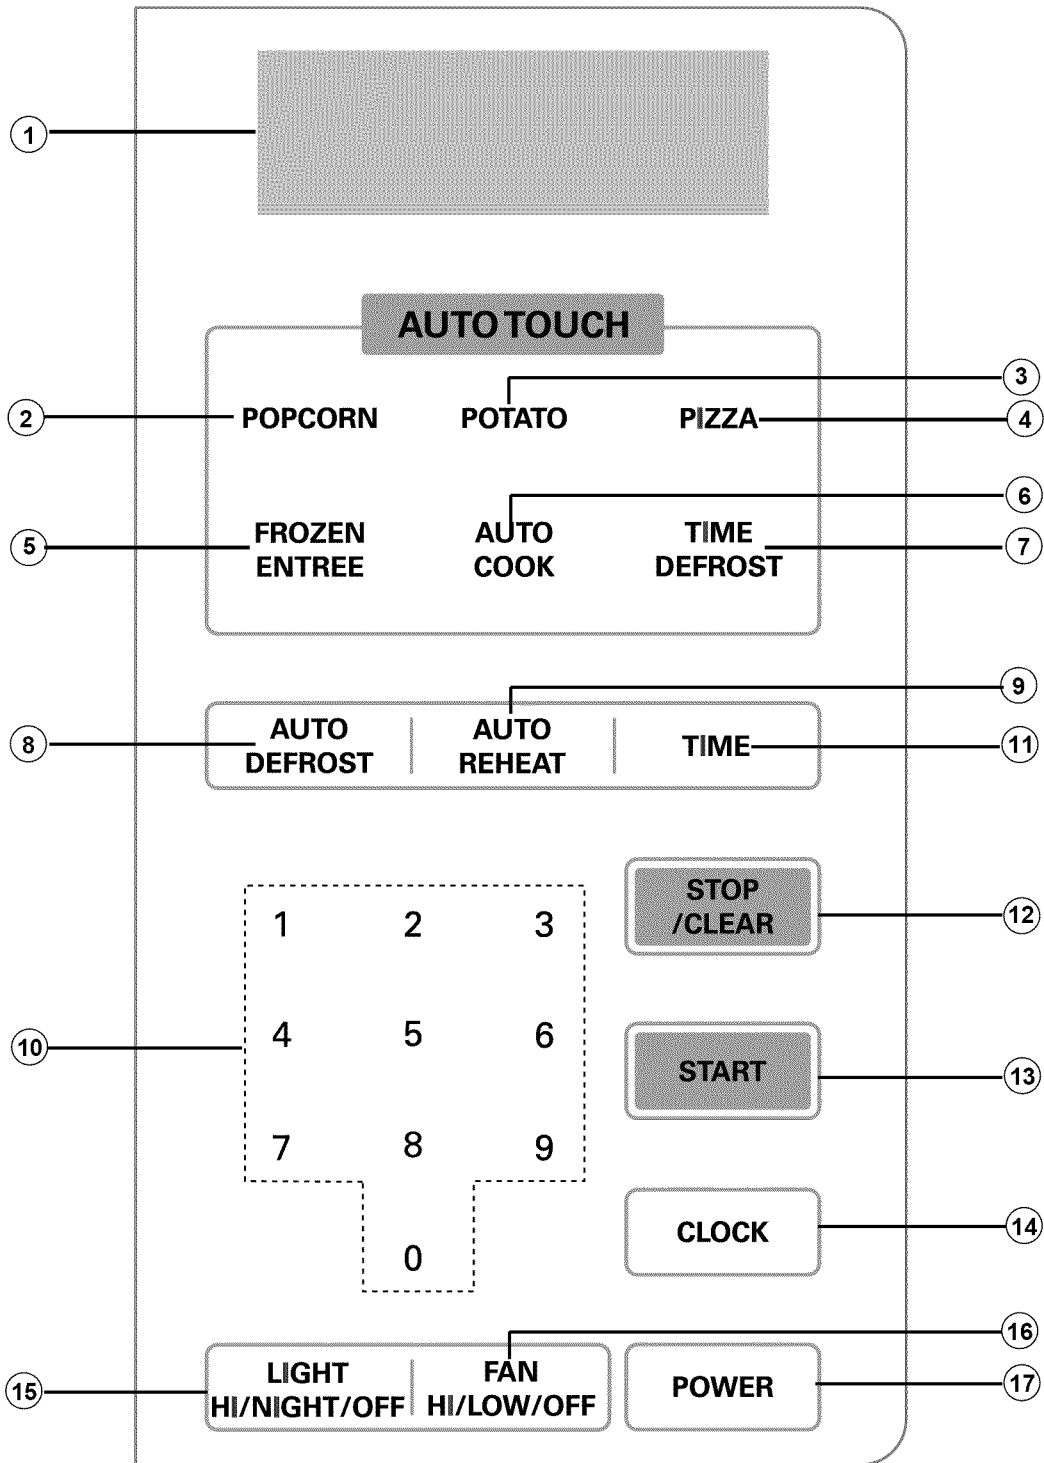 1
AUTO TOUCH
3
2 POPCORN POTATO PIZZA 4
6
5 FROZEN ENTREE AUTO COOK TIME DEFROST 7
9
8 AUTO DEFROST AUTO REHEAT TIME 11
STOP
/CLEAR 12
1 2 3
10 4 5 6
START 13
7 8 9
CLOCK 14
0
16
15 LIGHT HI/NIGHT/OFF FAN HI/LOW/OFF POWER 17